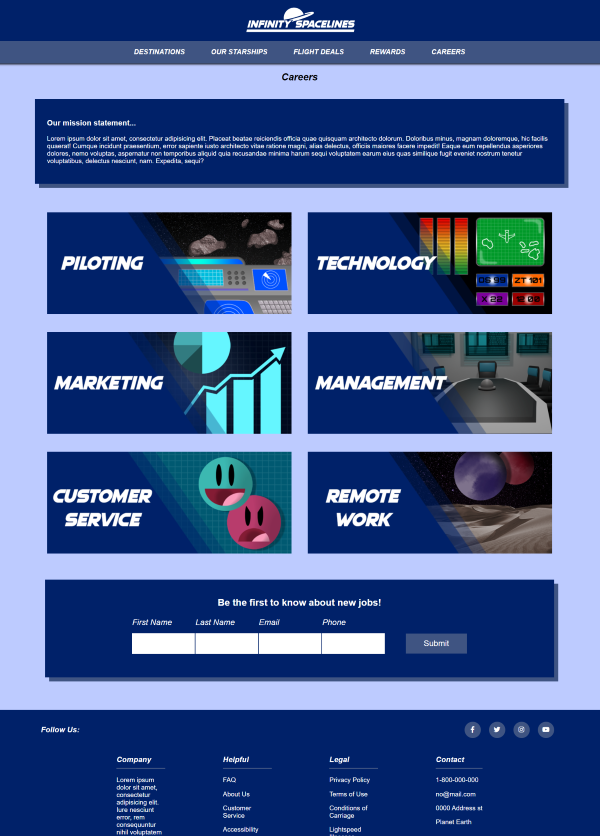 INFINITY SPACELINES
DESTINATIONS OUR STARSHIPS FLIGHT DEALS REWARDS CAREERS
Careers
Our mission statement...
Lorem ipsum dolor sit amet, consectetur adipisicing elit. Placeat beatae reiciendis officia quae quisquam architecto dolorum. Doloribus minus, magnam doloremque, hic facilis
quaerat! Cumque incidunt praesentium, error sapiente iusto architecto vitae ratione magni, alias delectus, officiis maiores facere impedit! Eaque eum repellendus asperiores
dolores, nemo voluptas, aspernatur non temporibus aliquid quia recusandae minima harum sequi voluptatem earum eius quas similique fugit eveniet nostrum tenetur
voluptatibus, delectus nesciunt, nam. Expedita, sequi?
PILOTING
TECHNOLOGY
ZT 101
X 22
MARKETING
MANAGEMENT
CUSTOMER
SERVICE
REMOTE
WORK
Be the first to know about new jobs!
First Name Last Name Email Phone
Submit
Follow Us:
Company
Lorem ipsum
dolor sit amet,
consectetur
adipisicing elit.
Iure nesciunt
error, rem
consequuntur
nihil voluptatem
Helpful
FAQ
About Us
Customer
Service
Accessibility
Legal
Privacy Policy
Terms of Use
Conditions of
Carriage
Lightspeed
Contact
1-800-000-000
no@mail.com
0000 Address st
Planet Earth